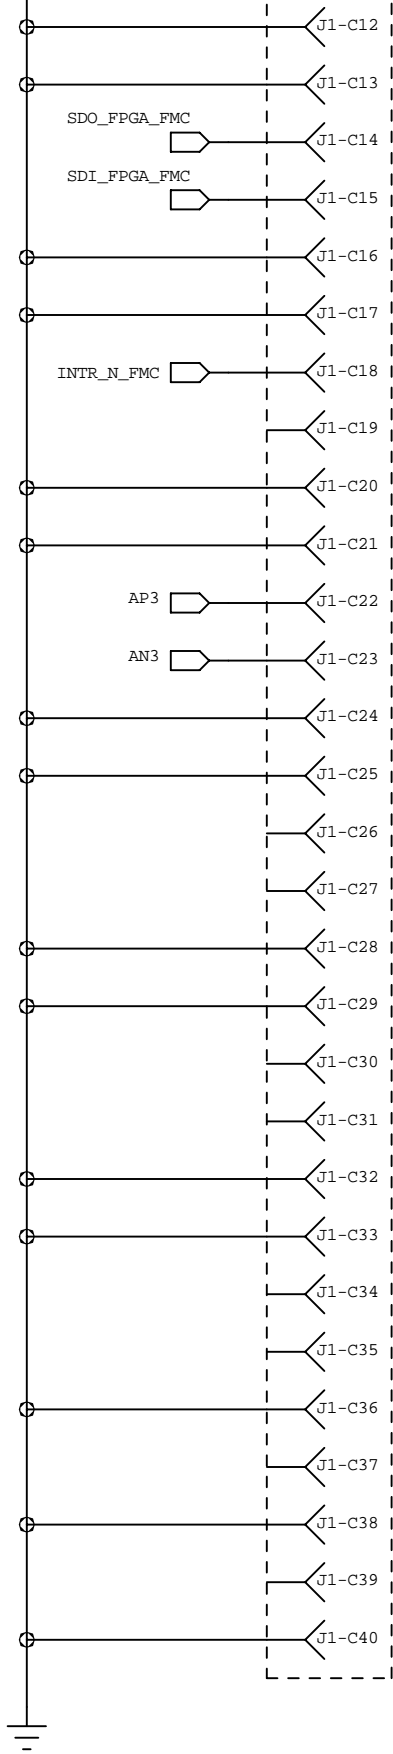 J1-C12
J1-C13
SDO_FPGA_FMC
J1-C14
SDI_FPGA_FMC
J1-C15
J1-C16
J1-C17
INTR_N_FMC J1-C18
J1-C19
J1-C20
J1-C21
AP3 J1-C22
AN3 J1-C23
J1-C24
J1-C25
J1-C26
J1-C27
J1-C28
J1-C29
J1-C30
J1-C31
J1-C32
J1-C33
J1-C34
J1-C35
J1-C36
J1-C37
J1-C38
J1-C39
J1-C40